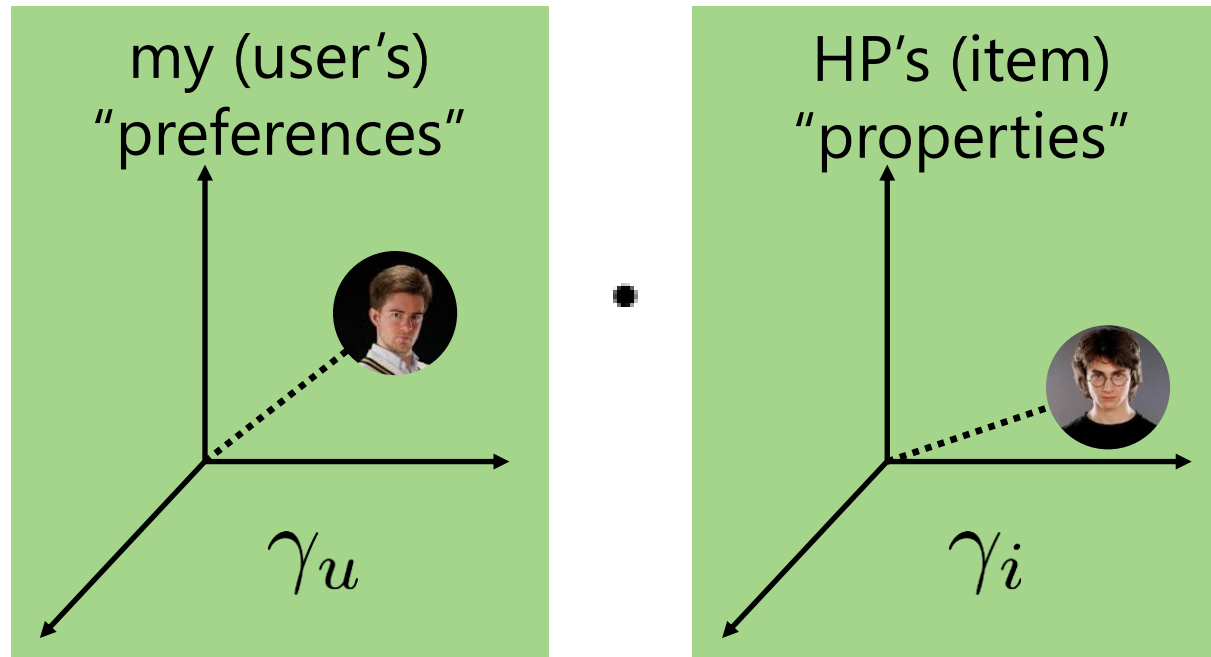 my (user’s)
“preferences”
HP’s (item)
“properties”
·
γu
γi